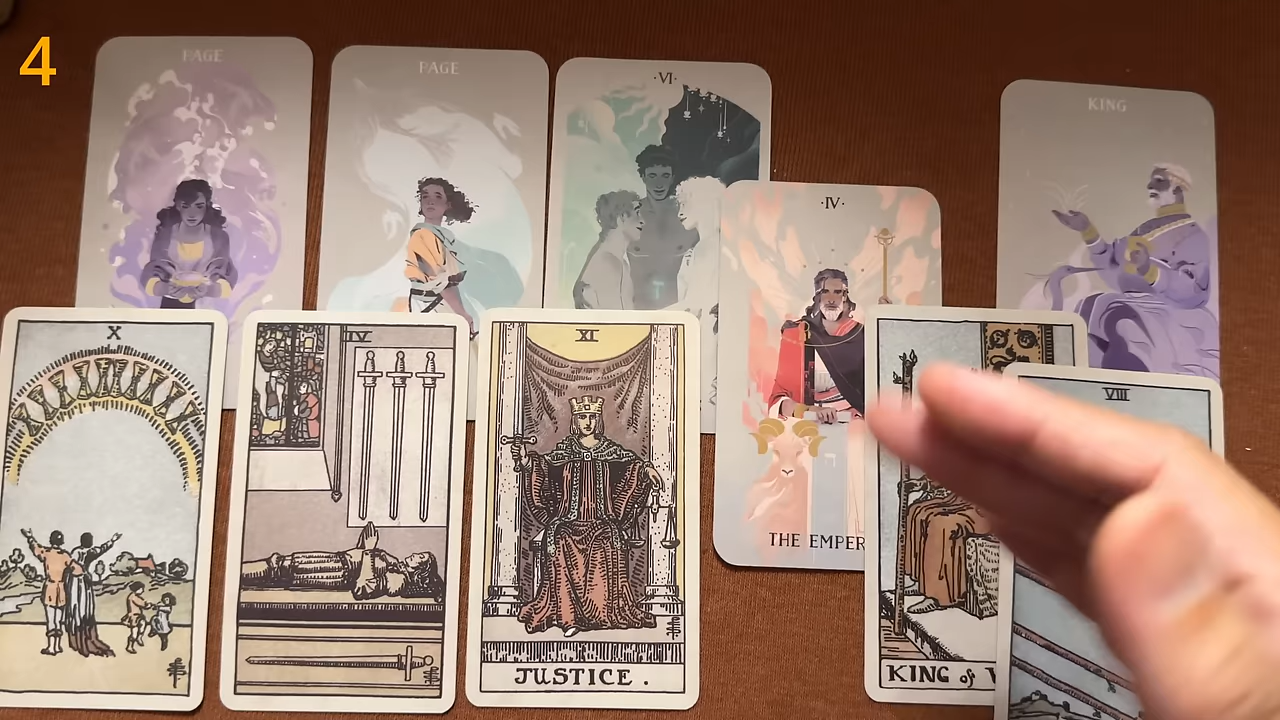 4
PAGE
PAGE
·VI·
KING
·IV·
THE EMPER
X
IV
XI
JUSTICE.
KING of
VIII